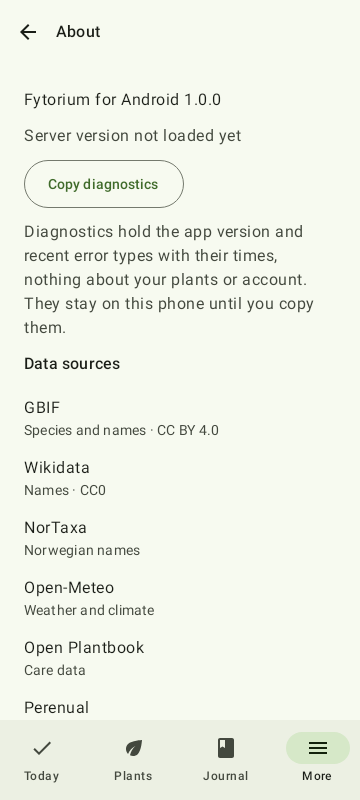 About
Fytorium for Android 1.0.0
Server version not loaded yet
Copy diagnostics
Diagnostics hold the app version and
recent error types with their times,
nothing about your plants or account.
They stay on this phone until you copy
them.
Data sources
GBIF
Species and names · CC BY 4.0
Wikidata
Names · CC0
NorTaxa
Norwegian names
Open-Meteo
Weather and climate
Open Plantbook
Care data
Perenual
Today
Plants
Journal
More